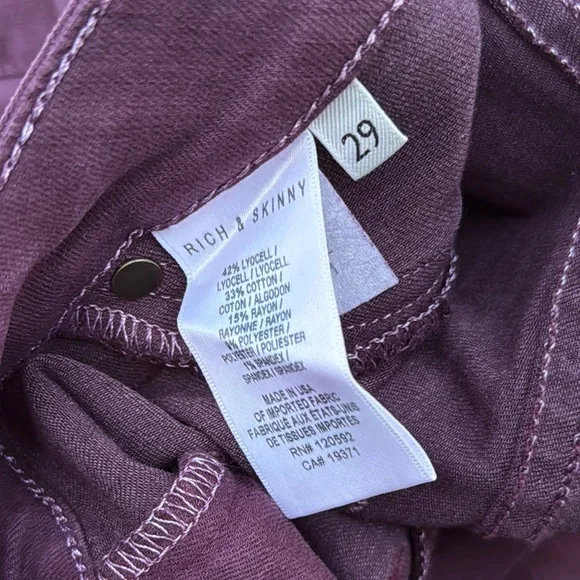 29
RICH & SKINNY
42% LYOCELL /
LYOCELL / LYOCELL
33% COTTON /
COTON / ALGODON
15% RAYON /
RAYONNE / RAYON
9% POLYESTER /
POLYESTER / POLYESTER
1% SPANDEX /
SPANDEX / SPANDEX
MADE IN USA
OF IMPORTED FABRIC
FABRIQUE AUX ETATS-UNIS
DE TISSUES IMPORTES
RN# 120592
CA# 19371